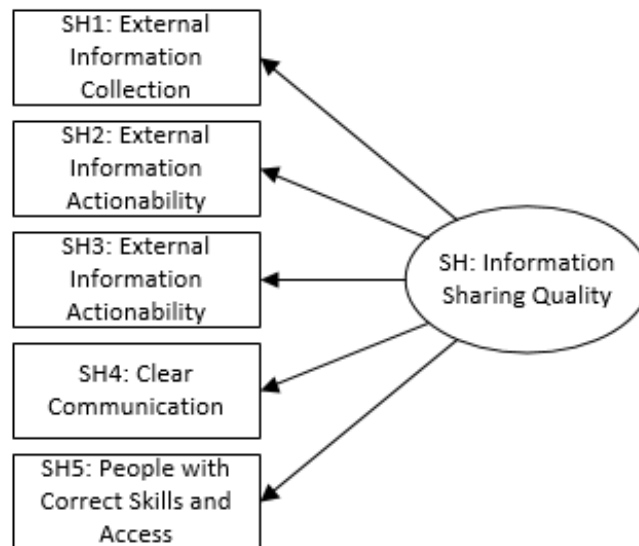 SH1: External
Information
Collection
SH2: External
Information
Actionability
SH3: External
Information
Actionability
SH: Information
Sharing Quality
SH4: Clear
Communication
SH5: People with
Correct Skills and
Access